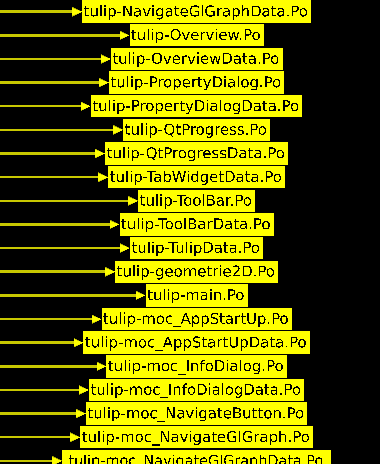 tulip-NavigateGlGraphData.Po
tulip-Overview.Po
tulip-OverviewData.Po
tulip-PropertyDialog.Po
tulip-PropertyDialogData.Po
tulip-QtProgress.Po
tulip-QtProgressData.Po
tulip-TabWidgetData.Po
tulip-ToolBar.Po
tulip-ToolBarData.Po
tulip-TulipData.Po
tulip-geometrie2D.Po
tulip-main.Po
tulip-moc_AppStartUp.Po
tulip-moc_AppStartUpData.Po
tulip-moc_InfoDialog.Po
tulip-moc_InfoDialogData.Po
tulip-moc_NavigateButton.Po
tulip-moc_NavigateGlGraph.Po
tulip-moc_NavigateGlGraphData.Po